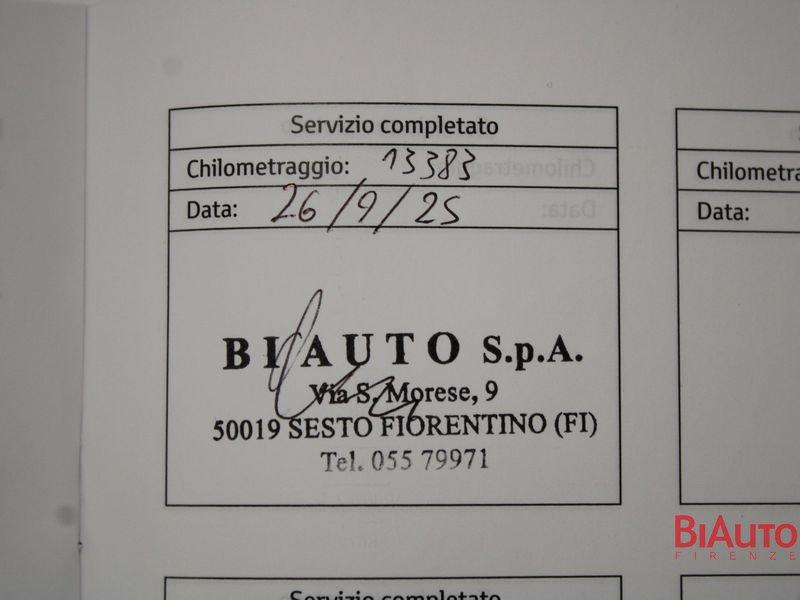 Servizio completato
Chilometraggio: 13383
Data: 26/9/25
BIAUTO S.p.A.
Via S. Morese, 9
50019 SESTO FIORENTINO (FI)
Tel. 055 79971
Chilometra
Data:
Servizio completato
BIAUTO
FIRENZE